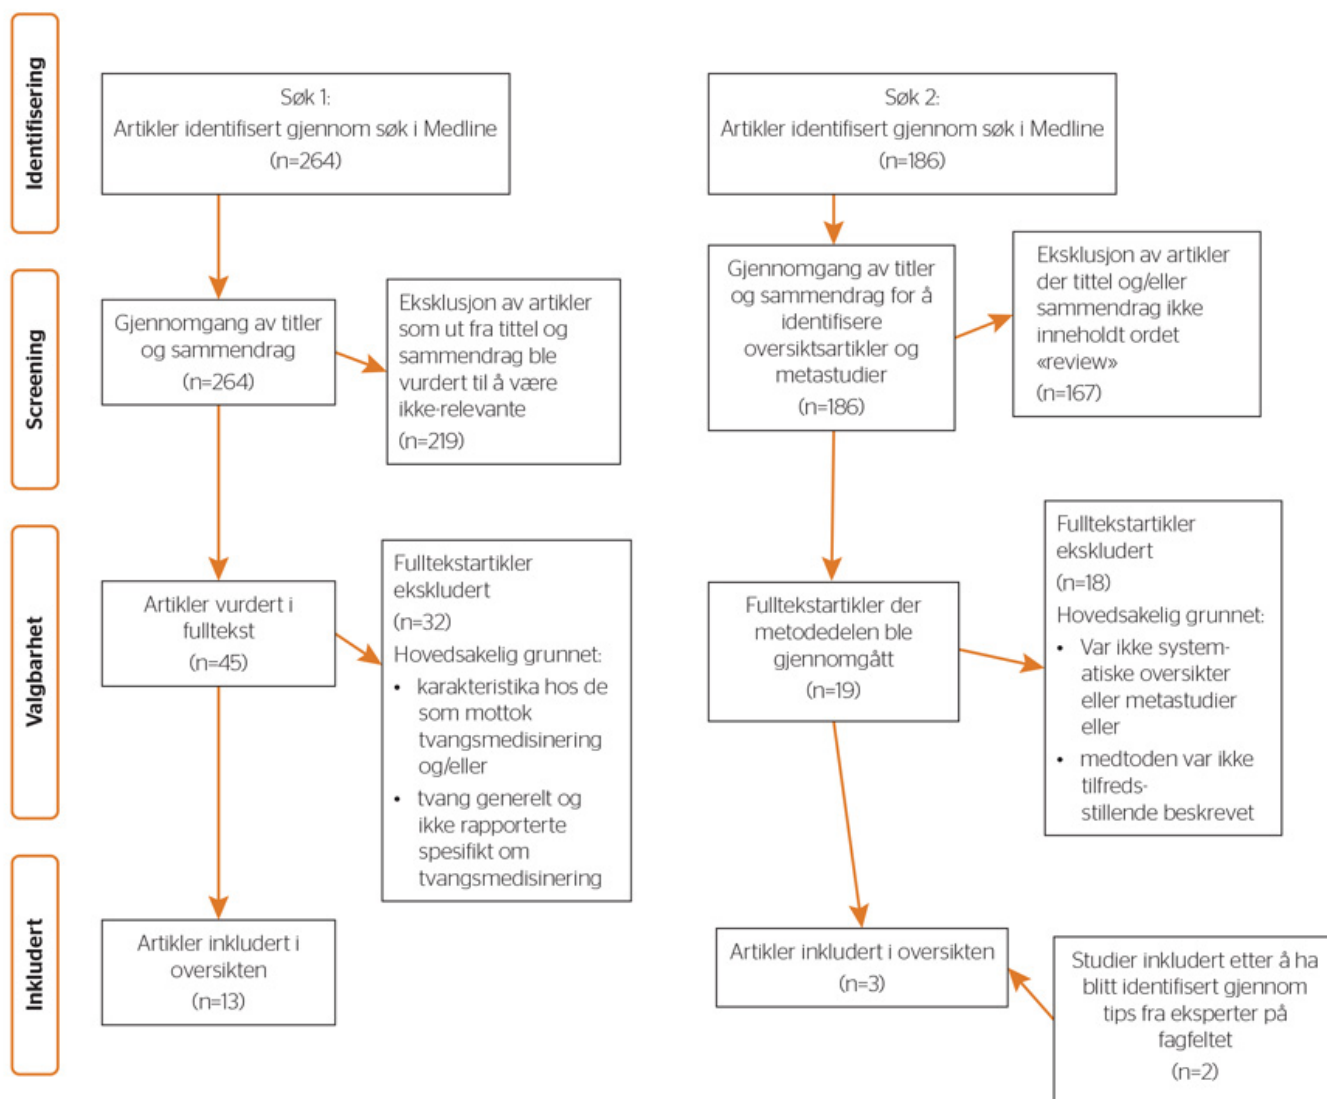 Identifisering
Søk 1:
Artikler identifisert gjennom søk i Medline
(n=264)
Søk 2:
Artikler identifisert gjennom søk i Medline
(n=186)
Screening
Gjennomgang av titler
og sammendrag
(n=264)
Eksklusjon av artikler
som ut fra tittel og
sammendrag ble
vurdert til å være
ikke-relevante
(n=219)
Gjennomgang av titler
og sammendrag for å
identifisere
oversiktsartikler og
metastudier
(n=186)
Eksklusjon av artikler
der tittel og/eller
sammendrag ikke
inneholdt ordet
«review»
(n=167)
Valgbarhet
Artikler vurdert i
fulltekst
(n=45)
Fulltekstartikler
ekskludert
(n=32)
Hovedsakelig grunnet:
• karakteristika hos de
som mottok
tvangsmedisinering
og/eller
• tvang generelt og
ikke rapporterte
spesifikt om
tvangsmedisinering
Fulltekstartikler der
metodedelen ble
gjennomgått
(n=19)
Fulltekstartikler
ekskludert
(n=18)
Hovedsakelig grunnet:
• Var ikke system-
atiske oversikter
eller metastudier
eller
• medtoden var ikke
tilfreds-
stillende beskrevet
Inkludert
Artikler inkludert i
oversikten
(n=13)
Artikler inkludert i oversikten
(n=3)
Studier inkludert etter å ha
blitt identifisert gjennom
tips fra eksperter på
fagfeltet
(n=2)